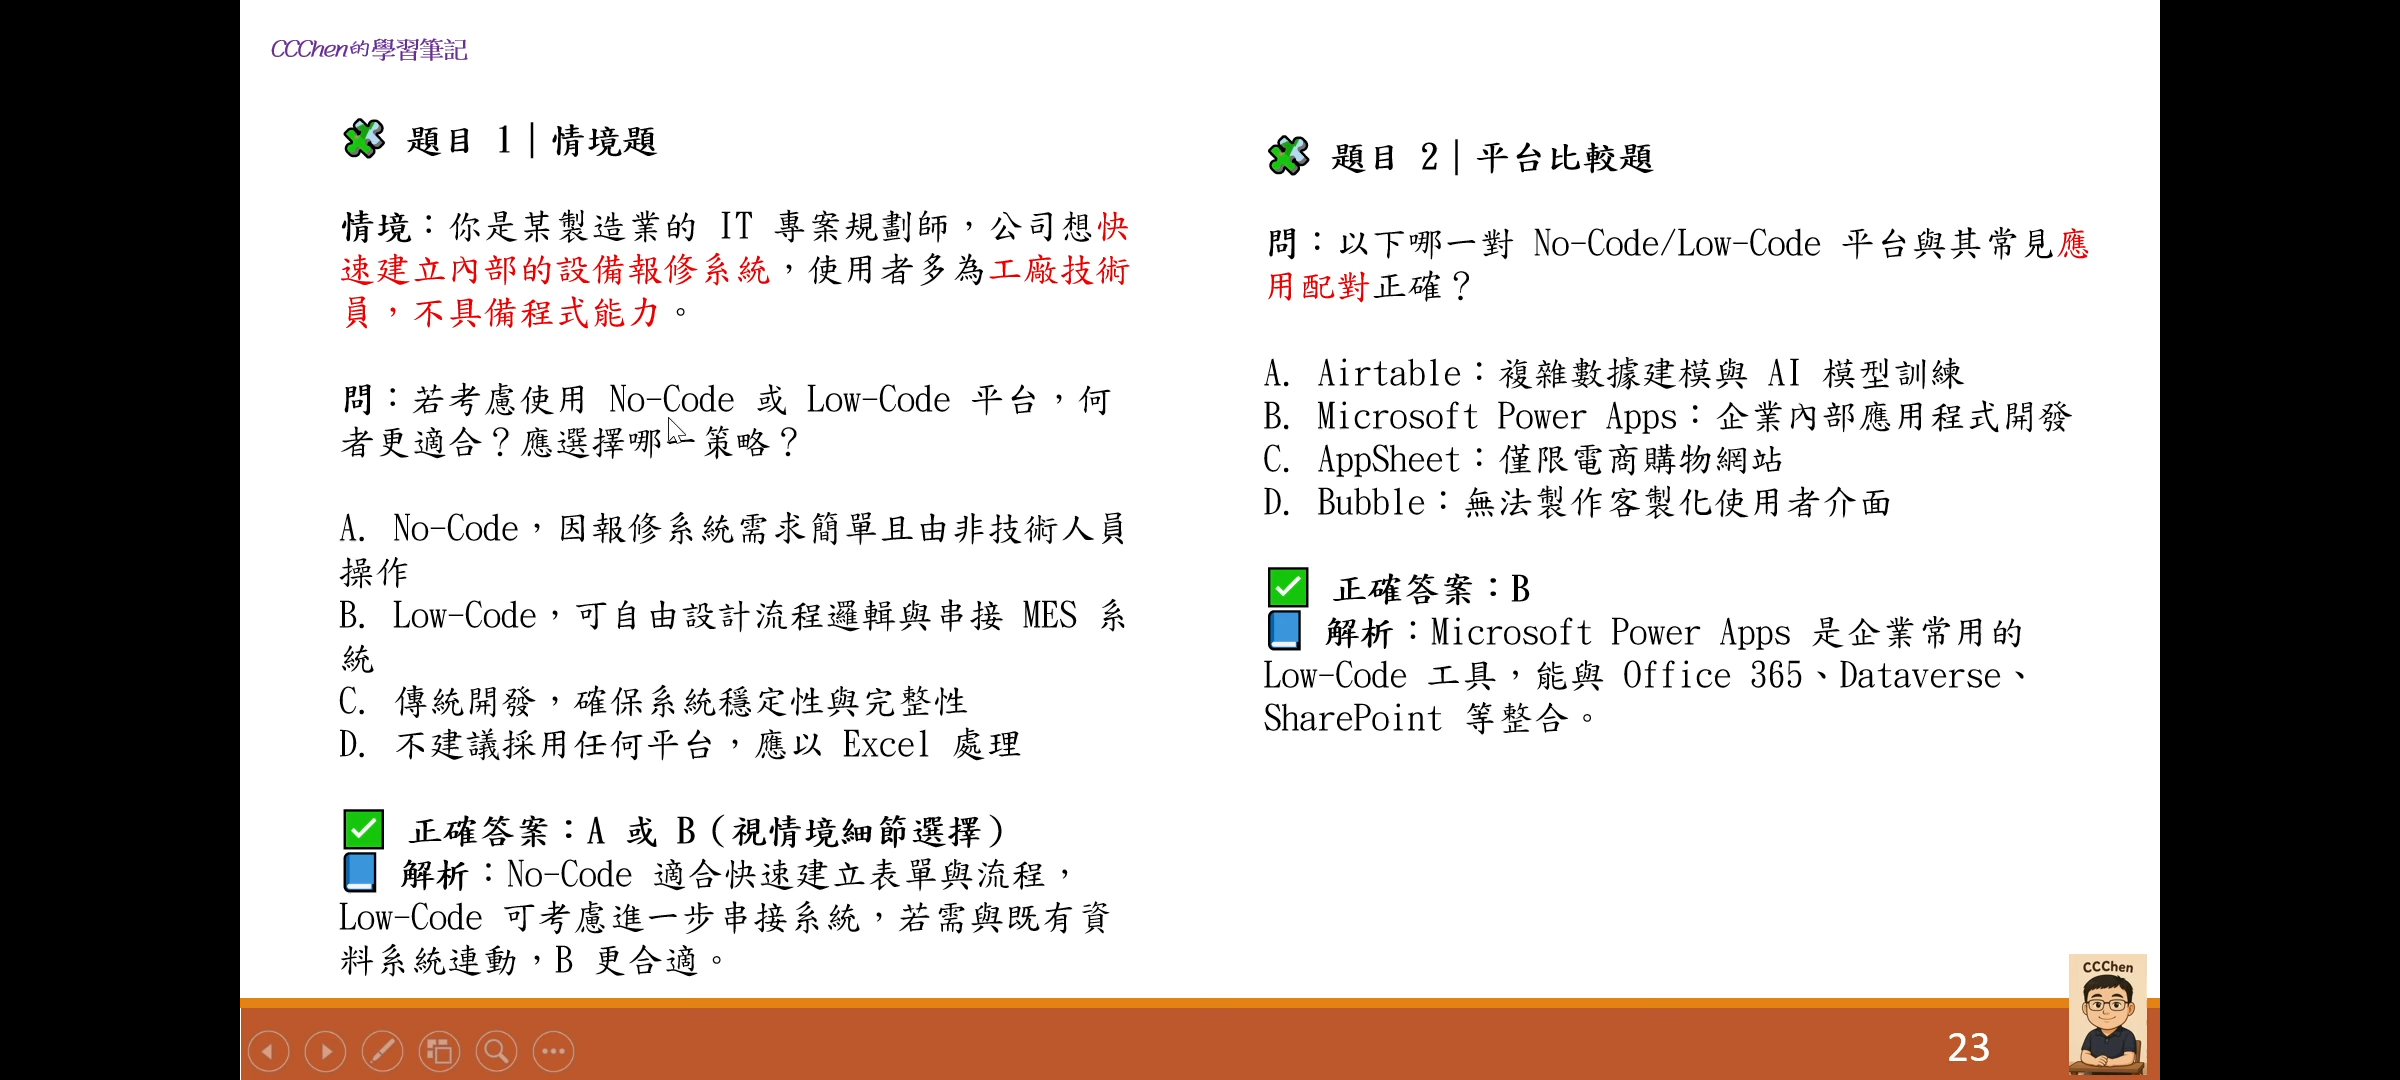 CCChen的學習筆記
題目 1｜情境題
情境：你是某製造業的 IT 專案規劃師，公司想快
速建立內部的設備報修系統，使用者多為工廠技術
員，不具備程式能力。
問：若考慮使用 No-Code 或 Low-Code 平台，何
者更適合？應選擇哪一策略？
A. No-Code，因報修系統需求簡單且由非技術人員
操作
B. Low-Code，可自由設計流程邏輯與串接 MES 系
統
C. 傳統開發，確保系統穩定性與完整性
D. 不建議採用任何平台，應以 Excel 處理
正確答案：A 或 B（視情境細節選擇）
解析：No-Code 適合快速建立表單與流程，
Low-Code 可考慮進一步串接系統，若需與既有資
料系統連動，B 更合適。
題目 2｜平台比較題
問：以下哪一對 No-Code/Low-Code 平台與其常見應
用配對正確？
A. Airtable：複雜數據建模與 AI 模型訓練
B. Microsoft Power Apps：企業內部應用程式開發
C. AppSheet：僅限電商購物網站
D. Bubble：無法製作客製化使用者介面
正確答案：B
解析：Microsoft Power Apps 是企業常用的
Low-Code 工具，能與 Office 365、Dataverse、
SharePoint 等整合。
CCChen
23